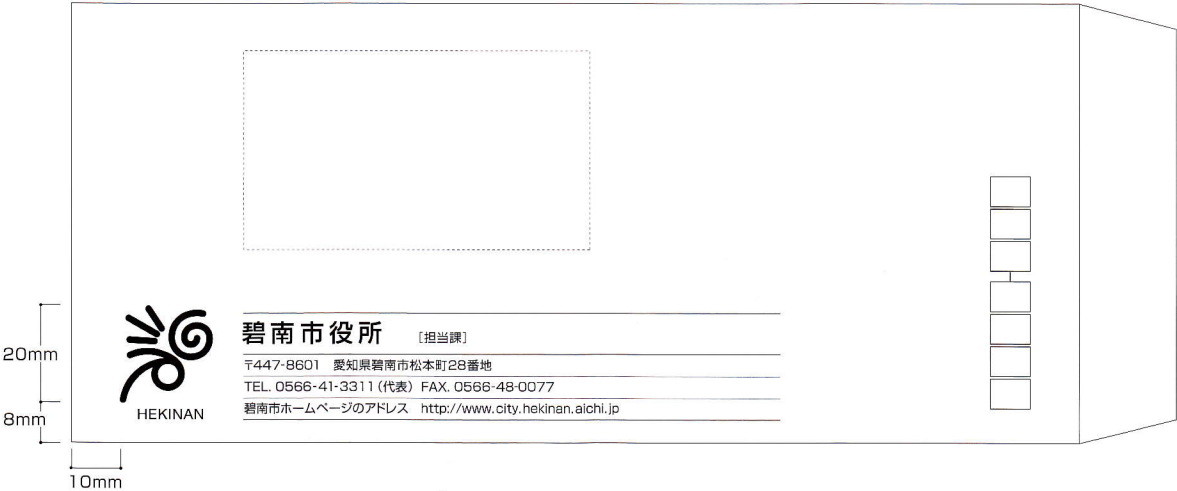 碧南市役所 [担当課]
〒447-8601 愛知県碧南市松本町28番地
TEL. 0566-41-3311(代表) FAX. 0566-48-0077
碧南市ホームページのアドレス http://www.city.hekinan.aichi.jp
HEKINAN
20mm
8mm
10mm